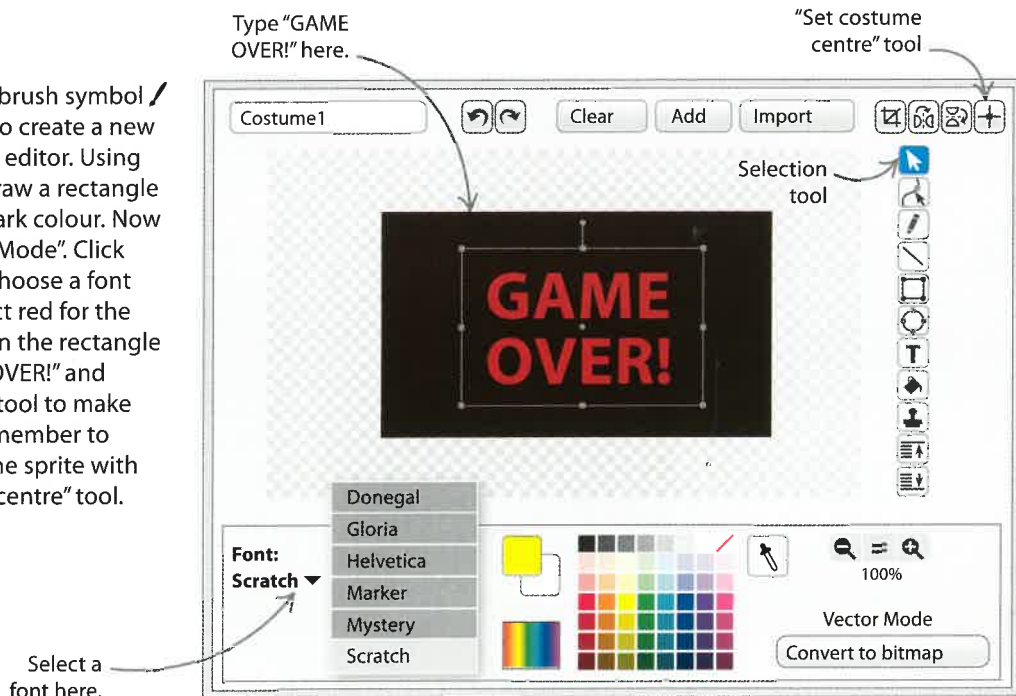 Type “GAME
OVER!” here.
“Set costume
centre” tool
brush symbol
o create a new
editor. Using
raw a rectangle
ark colour. Now
Mode”. Click
hoose a font
ct red for the
n the rectangle
OVER!” and
tool to make
member to
ne sprite with
centre” tool.
Costume1
Clear
Add
Import
Selection
tool
GAME
OVER!
T
Font:
Scratch
Donegal
Gloria
Helvetica
Marker
Mystery
Scratch
100%
Vector Mode
Convert to bitmap
Select a
font here.